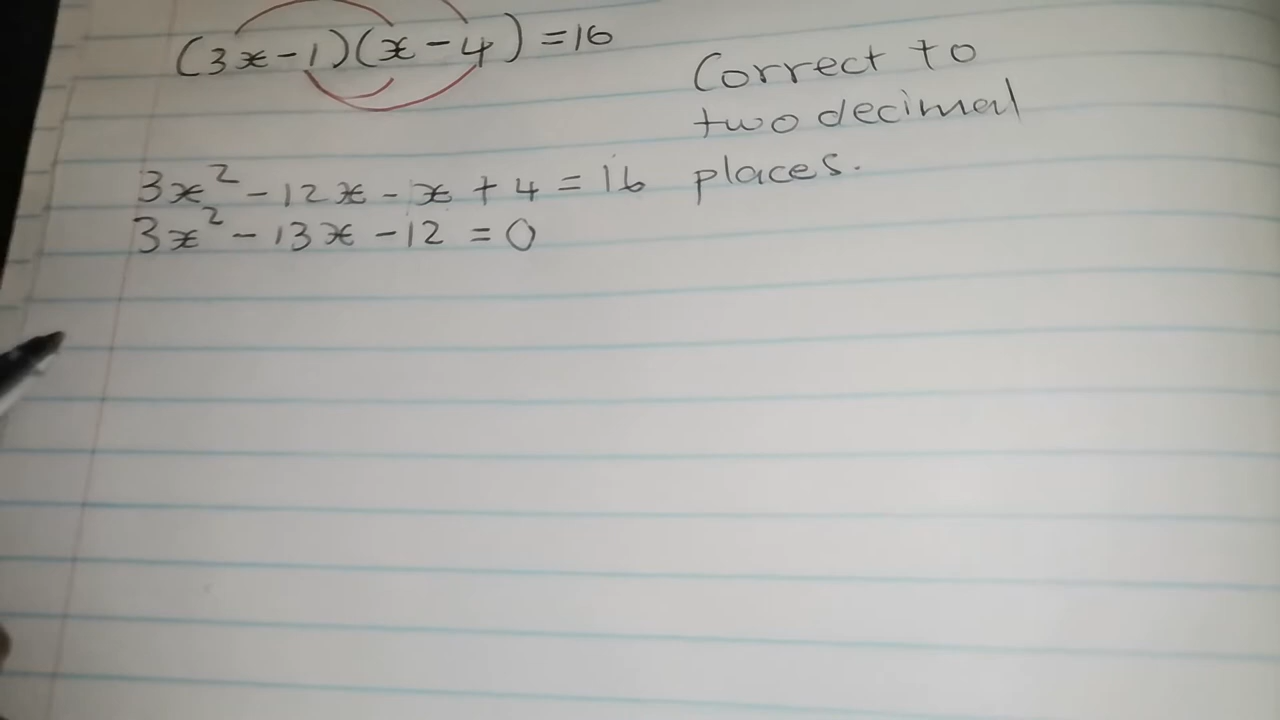 (3x-1)(x-4)=16
Correct to
two decimal
places.
3x²-12x-x+4=16
3x²-13x-12=0